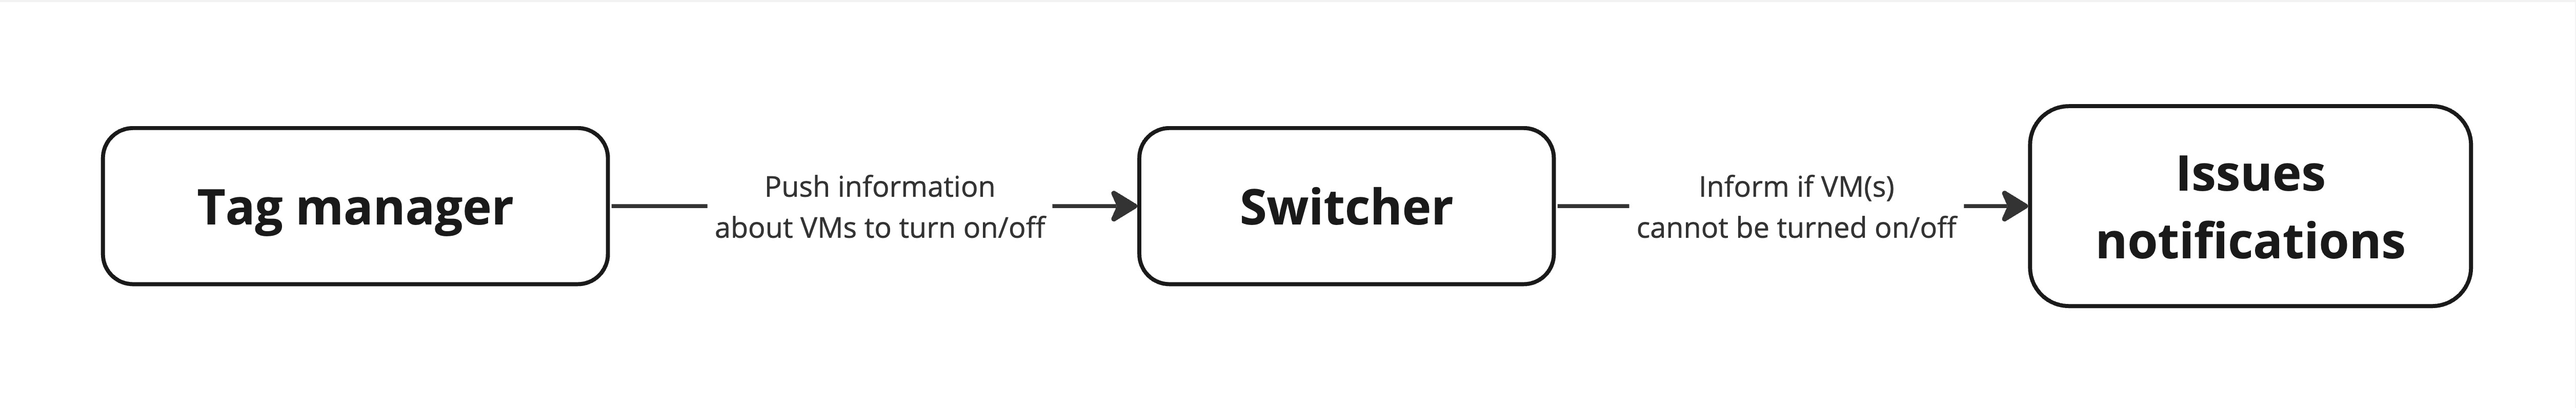 Tag manager
Push information
about VMs to turn on/off
Switcher
Inform if VM(s)
cannot be turned on/off
Issues
notifications